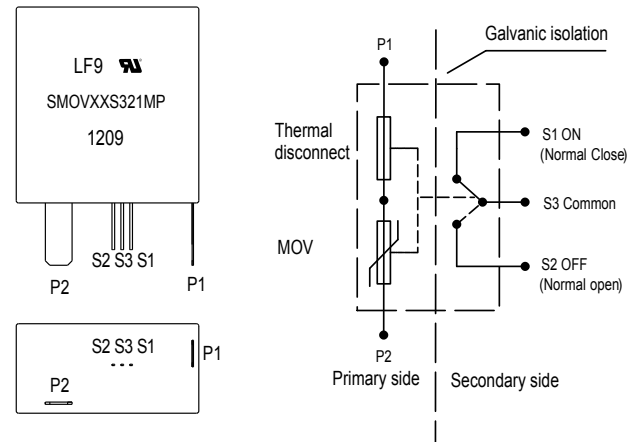 LF9 RU
SMOVXXS321MP
1209
S2 S3 S1
P2
P1
S2 S3 S1
P1
P2
Galvanic isolation
P1
Thermal
disconnect
S1 ON
(Normal Close)
S3 Common
MOV
S2 OFF
(Normal open)
P2
Primary side
Secondary side